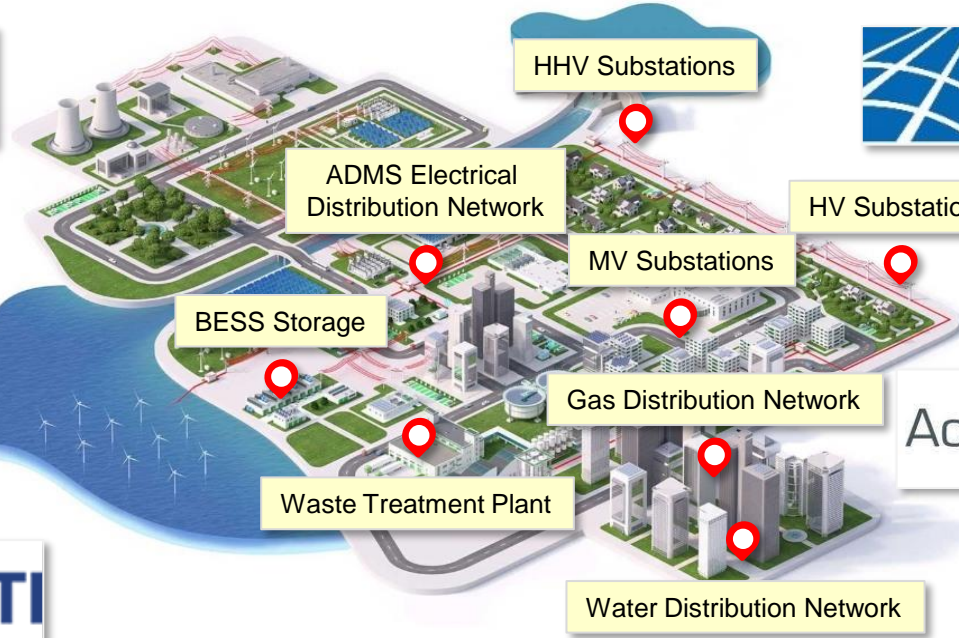 HHV Substations
ADMS Electrical
Distribution Network
HV Substatio
MV Substations
BESS Storage
Gas Distribution Network
Ac
Waste Treatment Plant
TI
Water Distribution Network